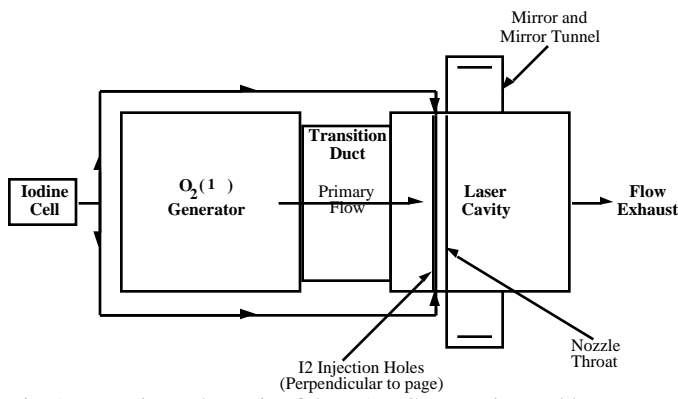 Mirror and
Mirror Tunnel
Transition
Duct
Iodine
Cell
O2(1 )
Generator
Primary
Flow
Laser
Cavity
Flow
Exhaust
I2 Injection Holes
(Perpendicular to page)
Nozzle
Throat